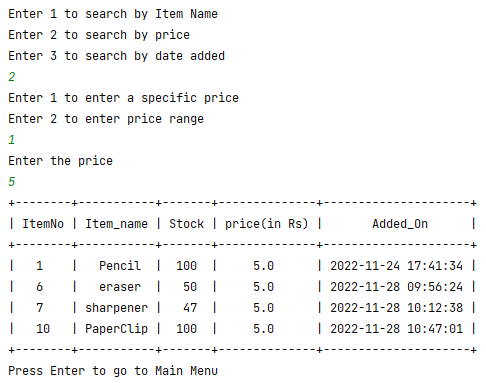 Enter 1 to search by Item Name
Enter 2 to search by price
Enter 3 to search by date added
2
Enter 1 to enter a specific price
Enter 2 to enter price range
1
Enter the price
5
+--------+-----------+-------+--------------+---------------------+
| ItemNo | Item_name | Stock | price(in Rs) |       Added_On      |
+--------+-----------+-------+--------------+---------------------+
|   1    |   Pencil  |  100  |     5.0      | 2022-11-24 17:41:34 |
|   6    |   eraser  |   50  |     5.0      | 2022-11-28 09:56:24 |
|   7    | sharpener |   47  |     5.0      | 2022-11-28 10:12:38 |
|   10   | PaperClip |  100  |     5.0      | 2022-11-28 10:47:01 |
+--------+-----------+-------+--------------+---------------------+
Press Enter to go to Main Menu